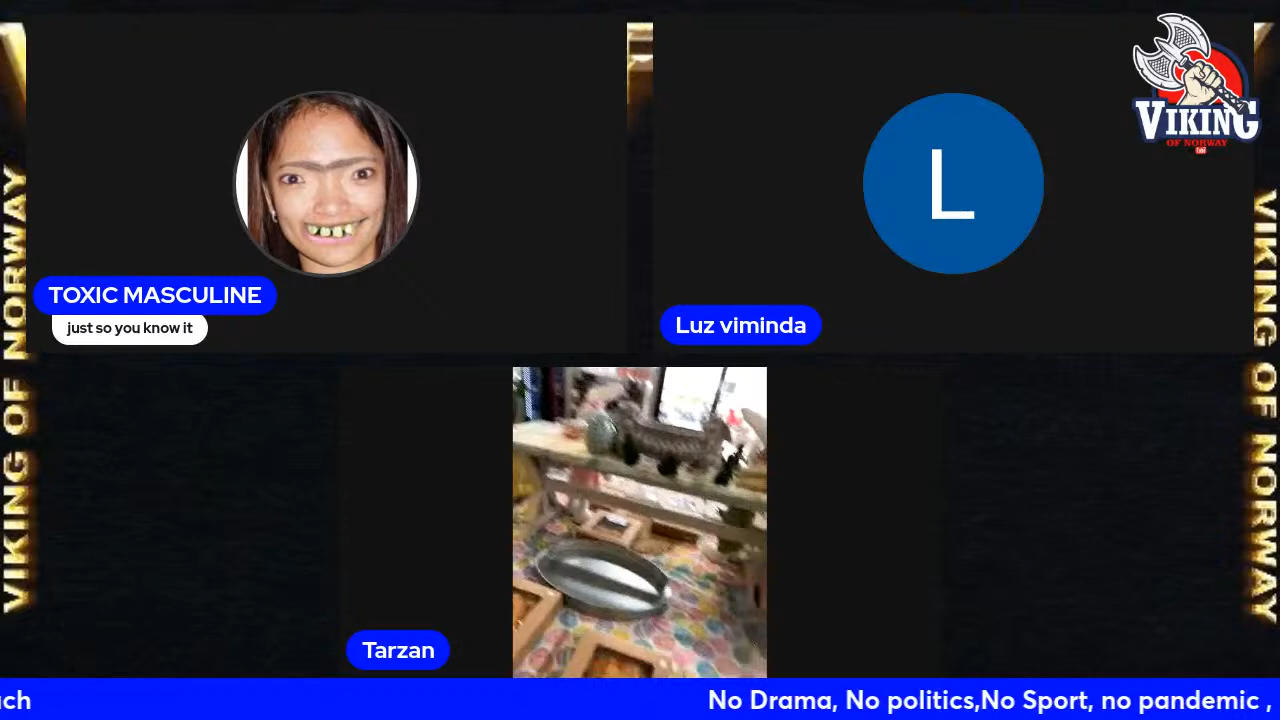 VIKING
OF NORWAY
L
TOXIC MASCULINE
just so you know it
Luz viminda
VIKING OF NORWAY
VIKING OF NORWAY
Tarzan
ach
No Drama, No politics,No Sport, no pandemic ,